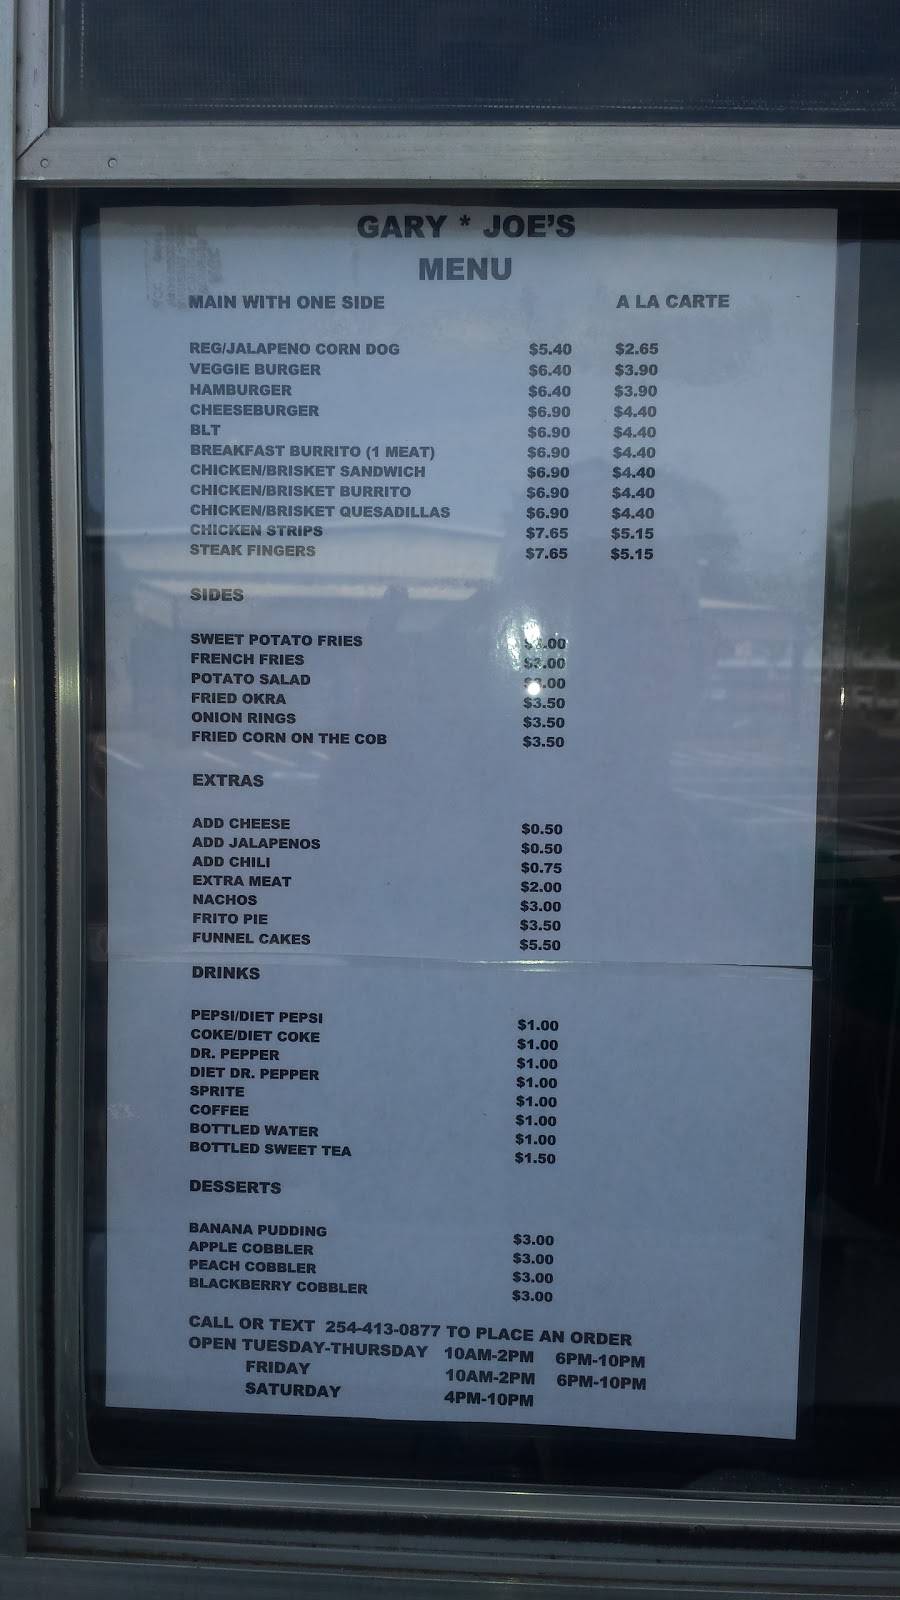 GARY * JOE'S
MENU
MAIN WITH ONE SIDE A LA CARTE
REG/JALAPENO CORN DOG $5.40 $2.65
VEGGIE BURGER $6.40 $3.90
HAMBURGER $6.40 $3.90
CHEESEBURGER $6.90 $4.40
BLT $6.90 $4.40
BREAKFAST BURRITO (1 MEAT) $6.90 $4.40
CHICKEN/BRISKET SANDWICH $6.90 $4.40
CHICKEN/BRISKET BURRITO $6.90 $4.40
CHICKEN/BRISKET QUESADILLAS $6.90 $4.40
CHICKEN STRIPS $7.65 $5.15
STEAK FINGERS $7.65 $5.15
SIDES
SWEET POTATO FRIES
FRENCH FRIES
POTATO SALAD
FRIED OKRA $3.50
ONION RINGS $3.50
FRIED CORN ON THE COB $3.50
EXTRAS
ADD CHEESE $0.50
ADD JALAPENOS $0.50
ADD CHILI $0.75
EXTRA MEAT $2.00
NACHOS $3.00
FRITO PIE $3.50
FUNNEL CAKES $5.50
DRINKS
PEPSI/DIET PEPSI $1.00
COKE/DIET COKE $1.00
DR. PEPPER $1.00
DIET DR. PEPPER $1.00
SPRITE $1.00
COFFEE $1.00
BOTTLED WATER $1.00
BOTTLED SWEET TEA $1.50
DESSERTS
BANANA PUDDING $3.00
APPLE COBBLER $3.00
PEACH COBBLER $3.00
BLACKBERRY COBBLER $3.00
CALL OR TEXT 254-413-0877 TO PLACE AN ORDER
OPEN TUESDAY-THURSDAY 10AM-2PM 6PM-10PM
FRIDAY 10AM-2PM 6PM-10PM
SATURDAY 4PM-10PM